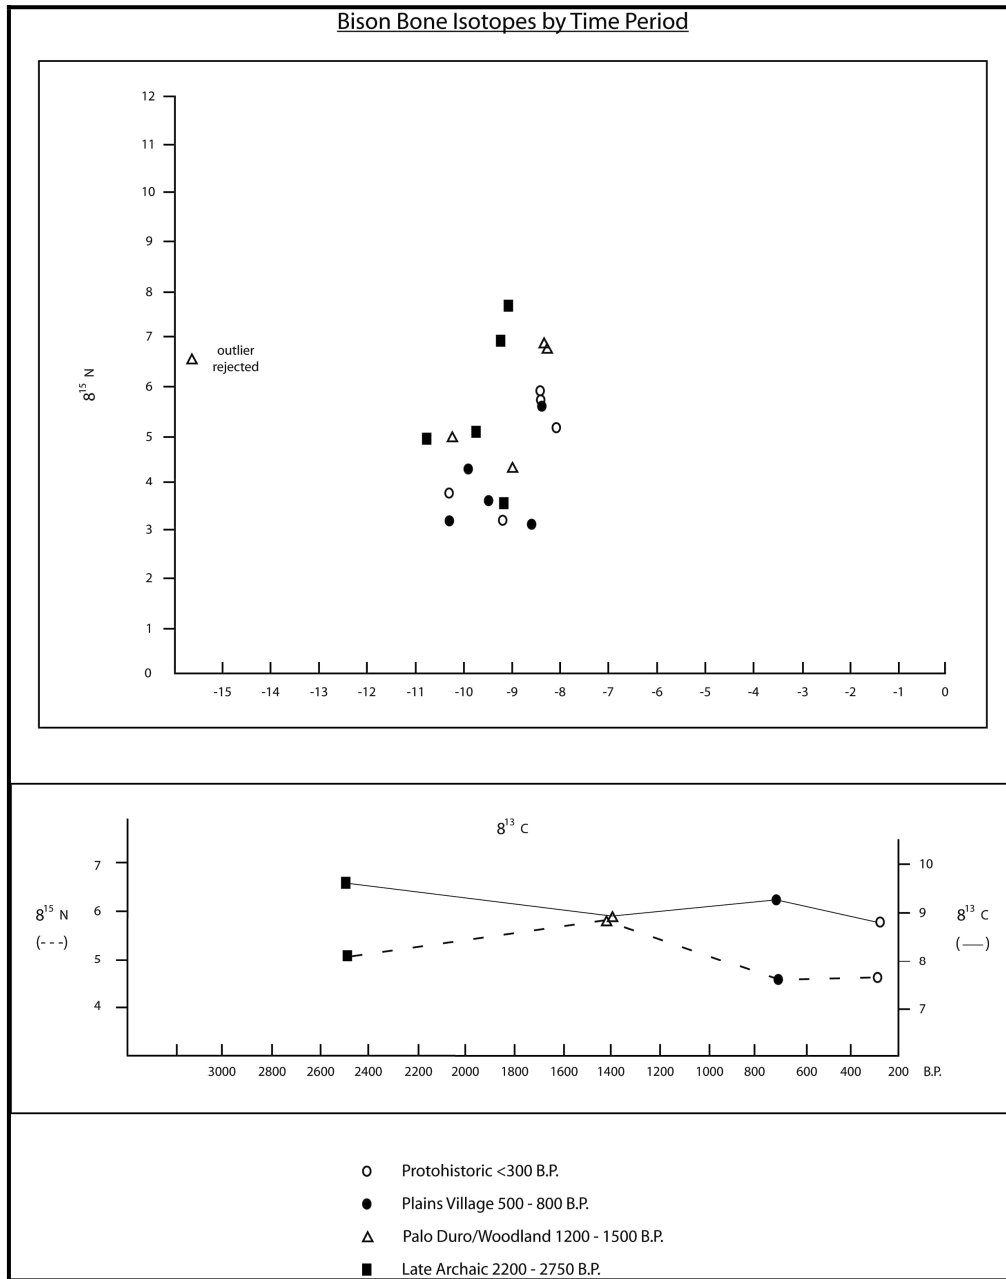 Bison Bone Isotopes by Time Period
12
11
10
9
8
7
6
5
4
3
2
1
0
8¹⁵ N
outlier
rejected
-15 -14 -13 -12 -11 -10 -9 -8 -7 -6 -5 -4 -3 -2 -1 0
8¹³ C
7
6
5
4
8¹⁵ N
(---)
10
9
8
7
8¹³ C
(—)
3000 2800 2600 2400 2200 2000 1800 1600 1400 1200 1000 800 600 400 200 B.P.
Protohistoric <300 B.P.
Plains Village 500 - 800 B.P.
Palo Duro/Woodland 1200 - 1500 B.P.
Late Archaic 2200 - 2750 B.P.